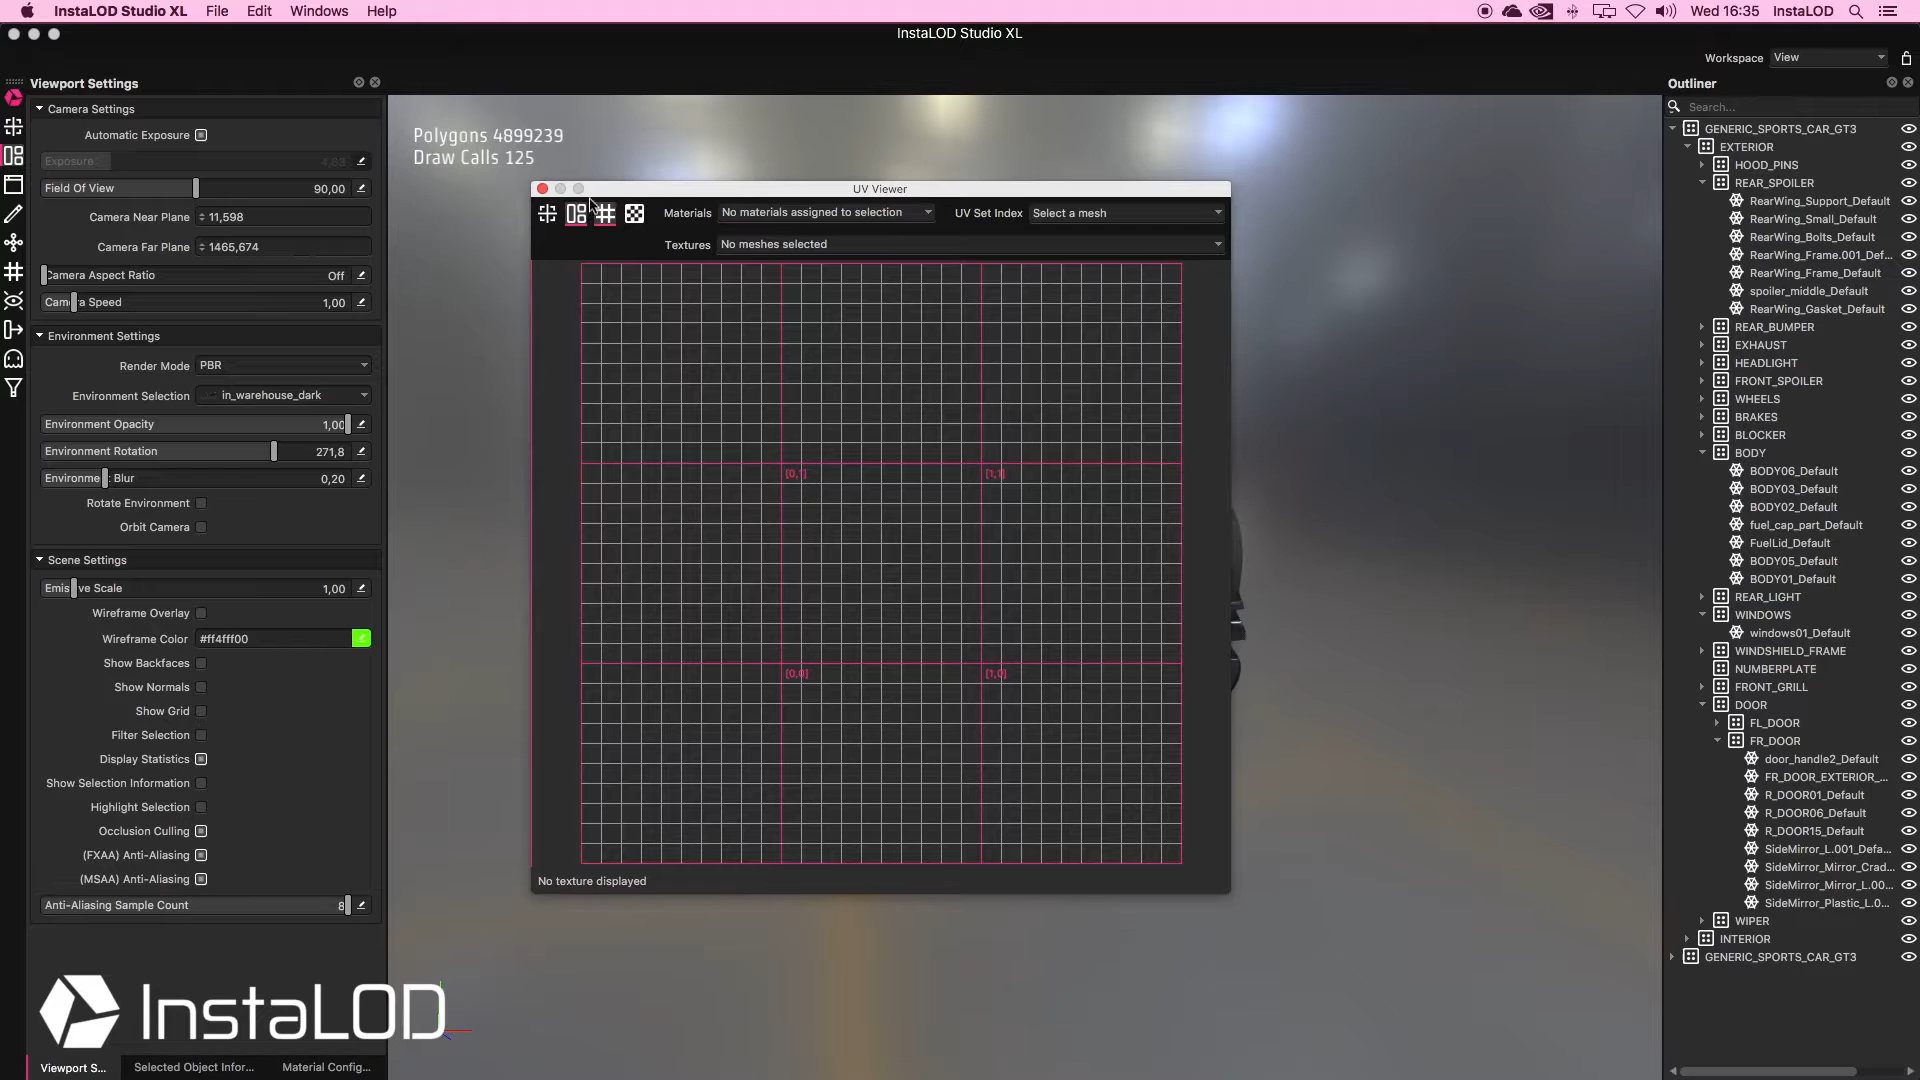 InstaLOD Studio XL File Edit Windows Help
Wed 16:35 InstaLOD
InstaLOD Studio XL
Workspace View
Viewport Settings
Camera Settings
Automatic Exposure
Exposure 4,63
Field Of View 90,00
Camera Near Plane 11,598
Camera Far Plane 1465,674
Camera Aspect Ratio Off
Camera Speed 1,00
Environment Settings
Render Mode PBR
Environment Selection in_warehouse_dark
Environment Opacity 1,00
Environment Rotation 271,8
Environme Blur 0,20
Rotate Environment
Orbit Camera
Scene Settings
Emissive Scale 1,00
Wireframe Overlay
Wireframe Color #ff4fff00
Show Backfaces
Show Normals
Show Grid
Filter Selection
Display Statistics
Show Selection Information
Highlight Selection
Occlusion Culling
(FXAA) Anti-Aliasing
(MSAA) Anti-Aliasing
Anti-Aliasing Sample Count 8
InstaLOD
Viewport S... Selected Object Infor... Material Config...
Polygons 4899239
Draw Calls 125
UV Viewer
Materials No materials assigned to selection UV Set Index Select a mesh
Textures No meshes selected
[0,1] [1,1]
[0,0] [1,0]
No texture displayed
Outliner
Search...
GENERIC_SPORTS_CAR_GT3
EXTERIOR
HOOD_PINS
REAR_SPOILER
RearWing_Support_Default
RearWing_Small_Default
RearWing_Bolts_Default
RearWing_Frame.001_Def...
RearWing_Frame_Default
spoiler_middle_Default
RearWing_Gasket_Default
REAR_BUMPER
EXHAUST
HEADLIGHT
FRONT_SPOILER
WHEELS
BRAKES
BLOCKER
BODY
BODY06_Default
BODY03_Default
BODY02_Default
fuel_cap_part_Default
FuelLid_Default
BODY05_Default
BODY01_Default
REAR_LIGHT
WINDOWS
windows01_Default
WINDSHIELD_FRAME
NUMBERPLATE
FRONT_GRILL
DOOR
FL_DOOR
FR_DOOR
door_handle2_Default
FR_DOOR_EXTERIOR_...
R_DOOR01_Default
R_DOOR06_Default
R_DOOR15_Default
SideMirror_L.001_Defa...
SideMirror_Mirror_Crad...
SideMirror_Mirror_L.00...
SideMirror_Plastic_L.0...
WIPER
INTERIOR
GENERIC_SPORTS_CAR_GT3